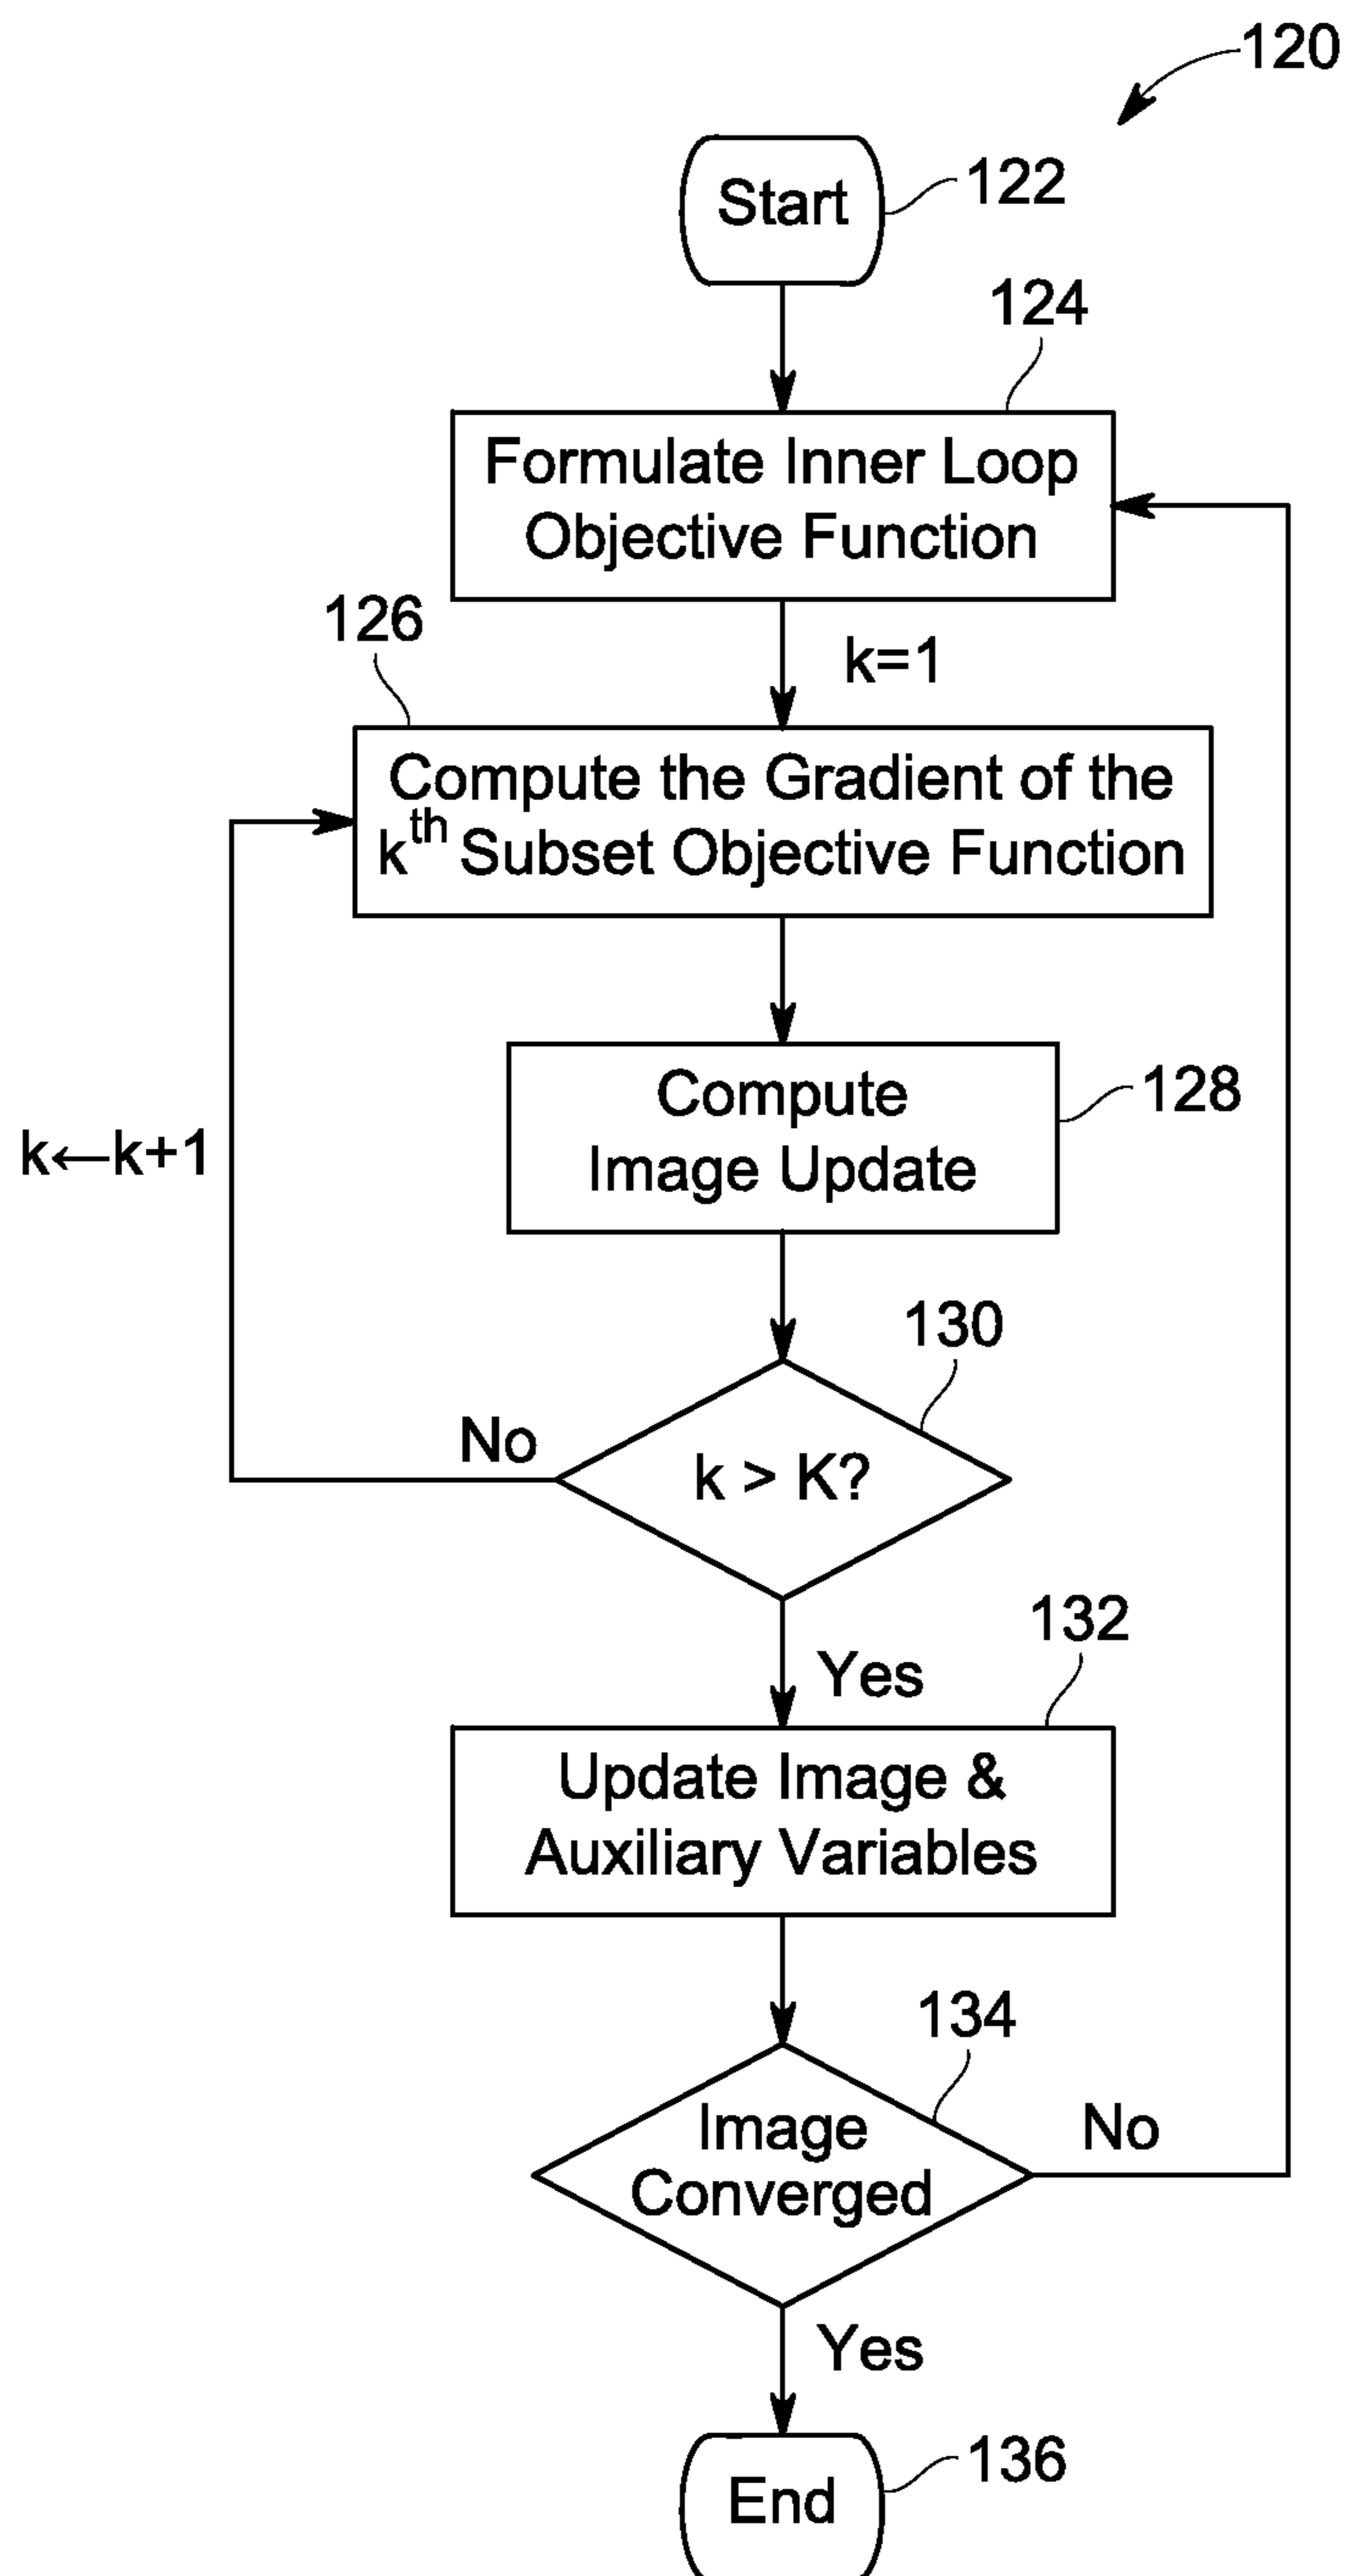 120
Start
122
124
Formulate Inner Loop
Objective Function
126
k=1
Compute the Gradient of the
kth Subset Objective Function
Compute
Image Update
128
k←k+1
130
No
k > K?
Yes
132
Update Image &
Auxiliary Variables
134
Image
Converged
No
Yes
End
136